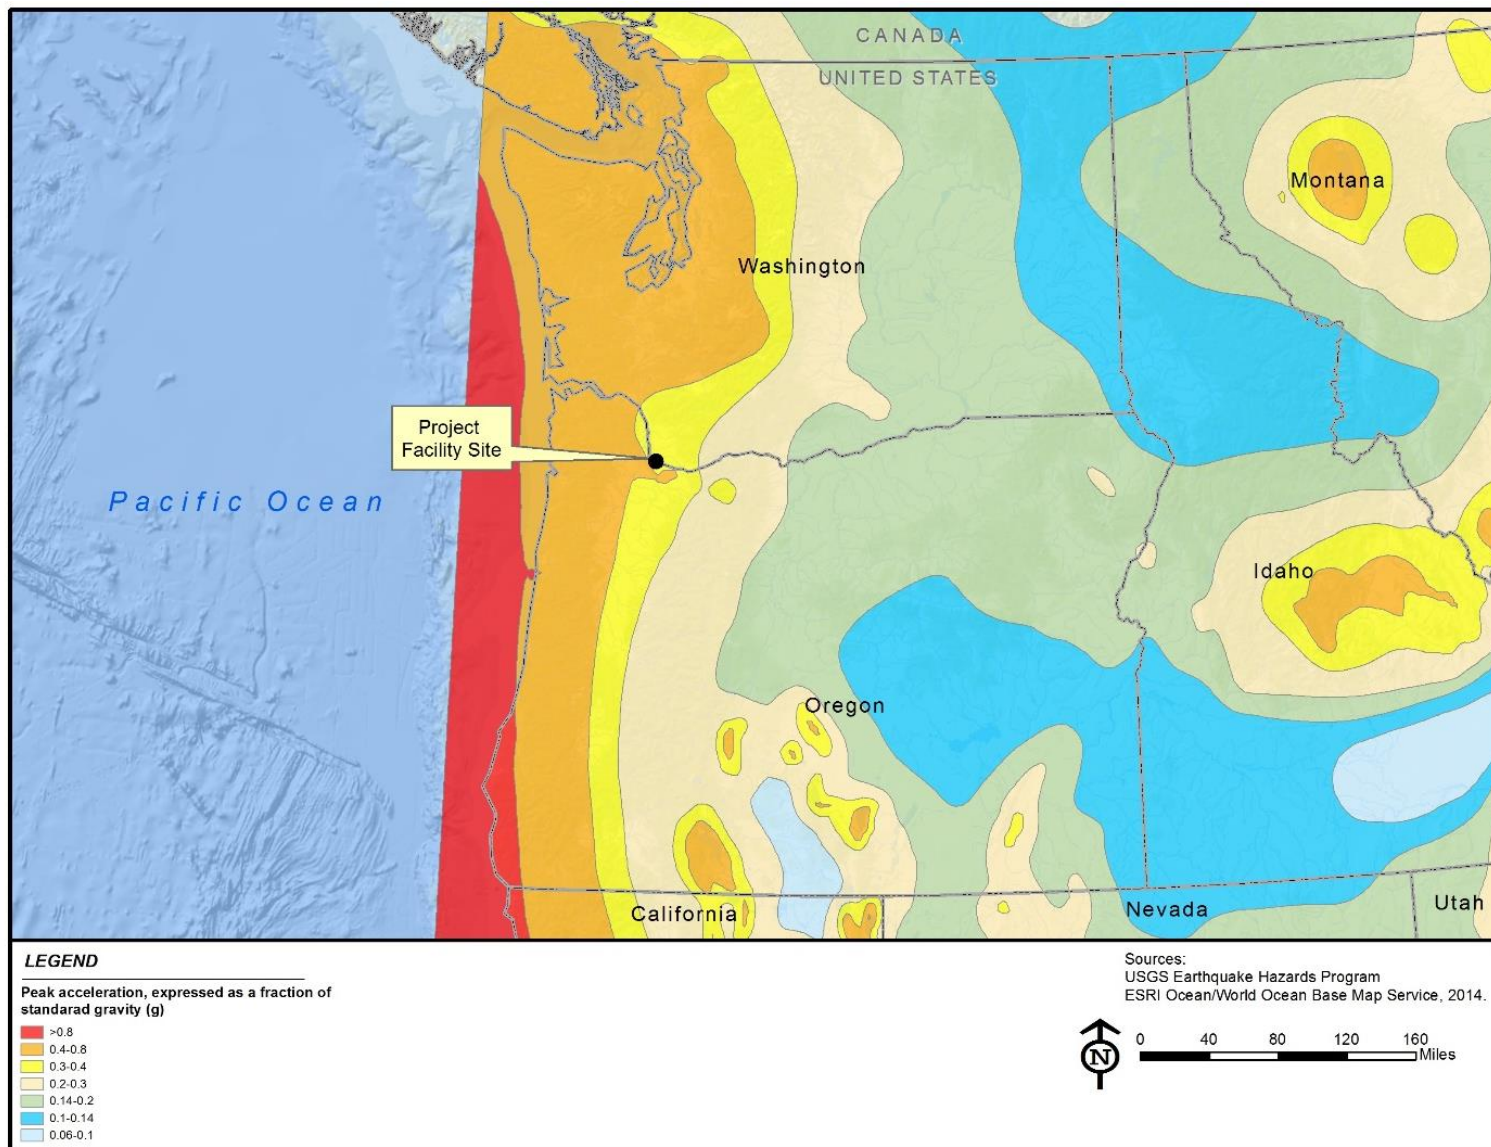 CANADA
UNITED STATES
Montana
Washington
Project
Facility Site
Pacific Ocean
Idaho
Oregon
California
Nevada
Utah
LEGEND
Peak acceleration, expressed as a fraction of
standarad gravity (g)
>0.8
0.4-0.8
0.3-0.4
0.2-0.3
0.14-0.2
0.1-0.14
0.06-0.1
Sources:
USGS Earthquake Hazards Program
ESRI Ocean/World Ocean Base Map Service, 2014.
N
0 40 80 120 160
Miles